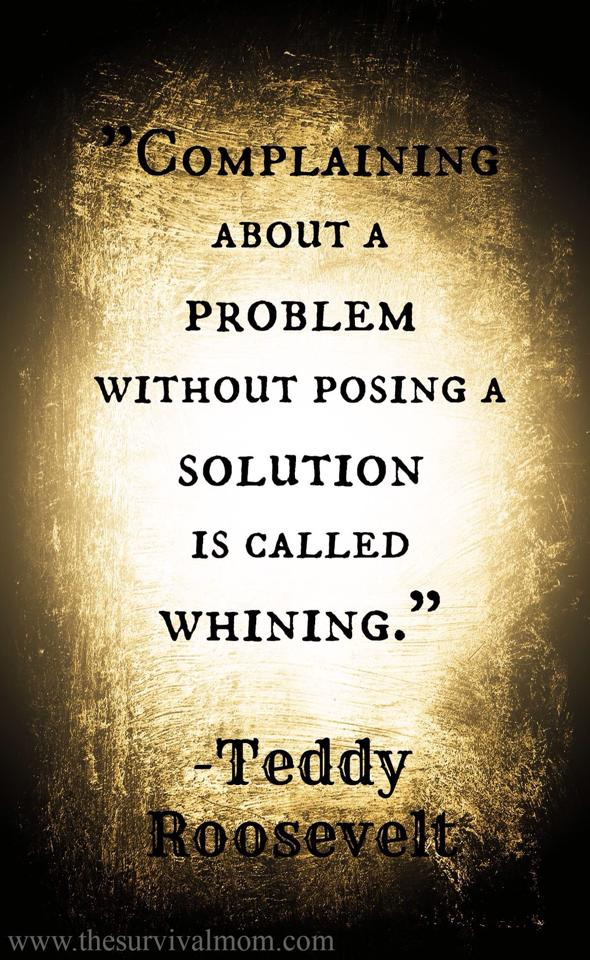 ”Complaining
about a
problem
without posing a
solution
is called
whining.”
-Teddy
Roosevelt
www.thesurvivalmom.com